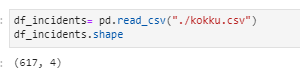 df_incidents= pd.read_csv("./kokku.csv")
df_incidents.shape
(617, 4)